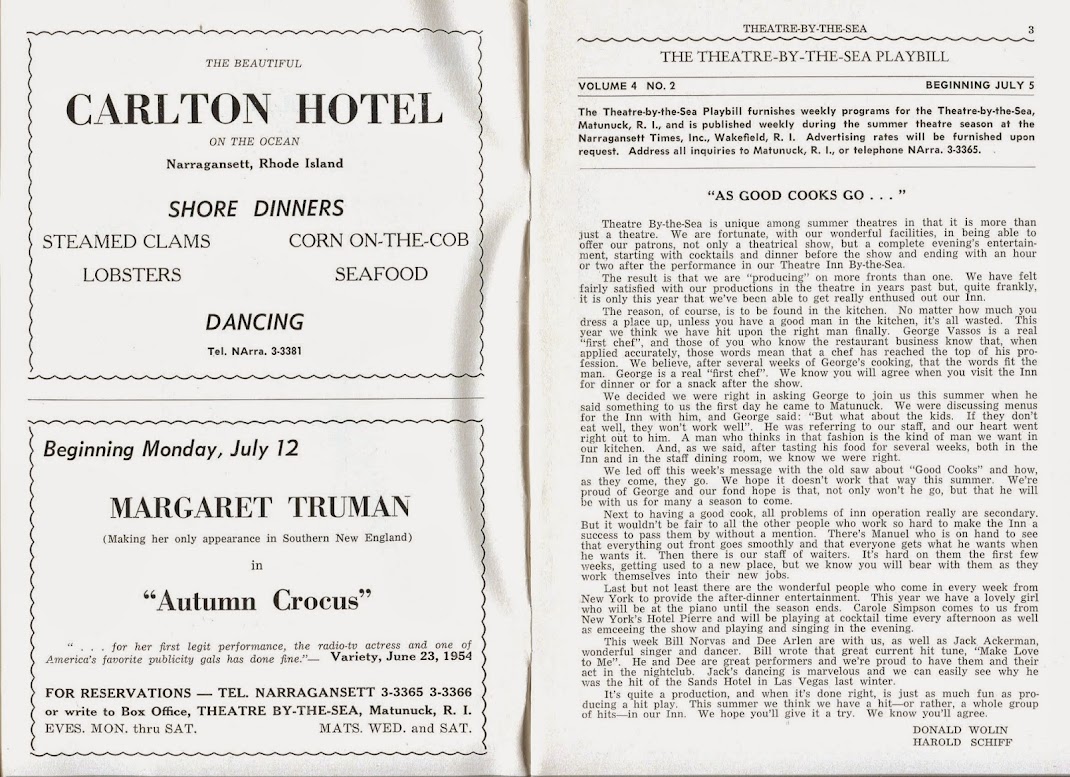 THE BEAUTIFUL
CARLTON HOTEL
ON THE OCEAN
Narragansett, Rhode Island
SHORE DINNERS
STEAMED CLAMS CORN ON-THE-COB
LOBSTERS SEAFOOD
DANCING
Tel. NArra. 3-3381
Beginning Monday, July 12
MARGARET TRUMAN
(Making her only appearance in Southern New England)
in
“Autumn Crocus”
“ . . . for her first legit performance, the radio-tv actress and one of
America's favorite publicity gals has done fine.”— Variety, June 23, 1954
FOR RESERVATIONS — TEL. NARRAGANSETT 3-3365 3-3366
or write to Box Office, THEATRE BY-THE-SEA, Matunuck, R. I.
EVES. MON. thru SAT. MATS. WED. and SAT.
THEATRE-BY-THE-SEA 3
THE THEATRE-BY-THE-SEA PLAYBILL
VOLUME 4 NO. 2 BEGINNING JULY 5
The Theatre-by-the-Sea Playbill furnishes weekly programs for the Theatre-by-the-Sea,
Matunuck, R. I., and is published weekly during the summer theatre season at the
Narragansett Times, Inc., Wakefield, R. I. Advertising rates will be furnished upon
request. Address all inquiries to Matunuck, R. I., or telephone NArra. 3-3365.
“AS GOOD COOKS GO . . . ”
Theatre By-the-Sea is unique among summer theatres in that it is more than
just a theatre. We are fortunate, with our wonderful facilities, in being able to
offer our patrons, not only a theatrical show, but a complete evening's entertain-
ment, starting with cocktails and dinner before the show and ending with an hour
or two after the performance in our Theatre Inn By-the-Sea.
The result is that we are “producing” on more fronts than one. We have felt
fairly satisfied with our productions in the theatre in years past but, quite frankly,
it is only this year that we've been able to get really enthused out our Inn.
The reason, of course, is to be found in the kitchen. No matter how much you
dress a place up, unless you have a good man in the kitchen, it's all wasted. This
year we think we have hit upon the right man finally. George Vassos is a real
“first chef”, and those of you who know the restaurant business know that, when
applied accurately, those words mean that a chef has reached the top of his pro-
fession. We believe, after several weeks of George's cooking, that the words fit the
man. George is a real “first chef”. We know you will agree when you visit the Inn
for dinner or for a snack after the show.
We decided we were right in asking George to join us this summer when he
said something to us the first day he came to Matunuck. We were discussing menus
for the Inn with him, and George said: “But what about the kids. If they don't
eat well, they won't work well”. He was referring to our staff, and our heart went
right out to him. A man who thinks in that fashion is the kind of man we want in
our kitchen. And, as we said, after tasting his food for several weeks, both in the
Inn and in the staff dining room, we know we were right.
We led off this week's message with the old saw about “Good Cooks” and how,
as they come, they go. We hope it doesn't work that way this summer. We're
proud of George and our fond hope is that, not only won't he go, but that he will
be with us for many a season to come.
Next to having a good cook, all problems of inn operation really are secondary.
But it wouldn't be fair to all the other people who work so hard to make the Inn a
success to pass them by without a mention. There's Manuel who is on hand to see
that everything out front goes smoothly and that everyone gets what he wants when
he wants it. Then there is our staff of waiters. It's hard on them the first few
weeks, getting used to a new place, but we know you will bear with them as they
work themselves into their new jobs.
Last but not least there are the wonderful people who come in every week from
New York to provide the after-dinner entertainment. This year we have a lovely girl
who will be at the piano until the season ends. Carole Simpson comes to us from
New York's Hotel Pierre and will be playing at cocktail time every afternoon as well
as emceeing the show and playing and singing in the evening.
This week Bill Norvas and Dee Arlen are with us, as well as Jack Ackerman,
wonderful singer and dancer. Bill wrote that great current hit tune, “Make Love
to Me”. He and Dee are great performers and we're proud to have them and their
act in the nightclub. Jack's dancing is marvelous and we can easily see why he
was the hit of the Sands Hotel in Las Vegas last winter.
It's quite a production, and when it's done right, is just as much fun as pro-
ducing a hit play. This summer we think we have a hit—or rather, a whole group
of hits—in our Inn. We hope you'll give it a try. We know you'll agree.
DONALD WOLIN
HAROLD SCHIFF